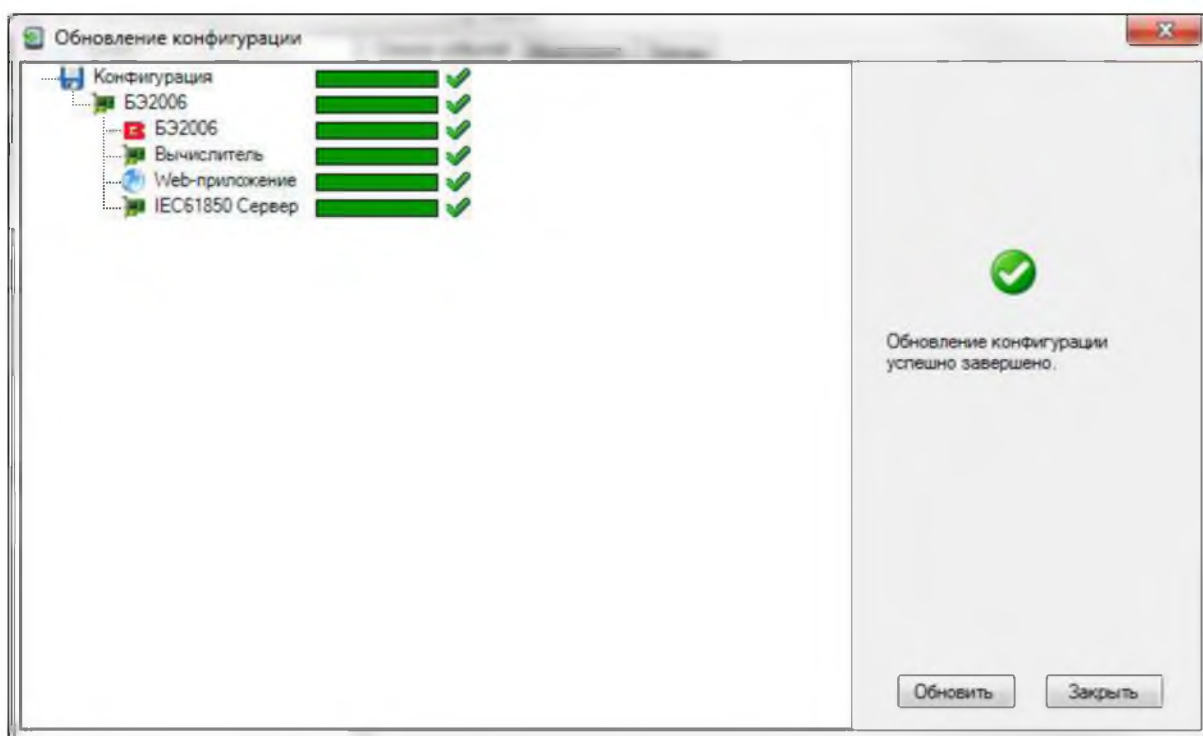 Обновление конфигурации
Конфигурация
БЭ2006
БЭ2006
Вычислитель
Web-приложение
IEC61850 Сервер
Обновление конфигурации
успешно завершено.
Обновить
Закрыть